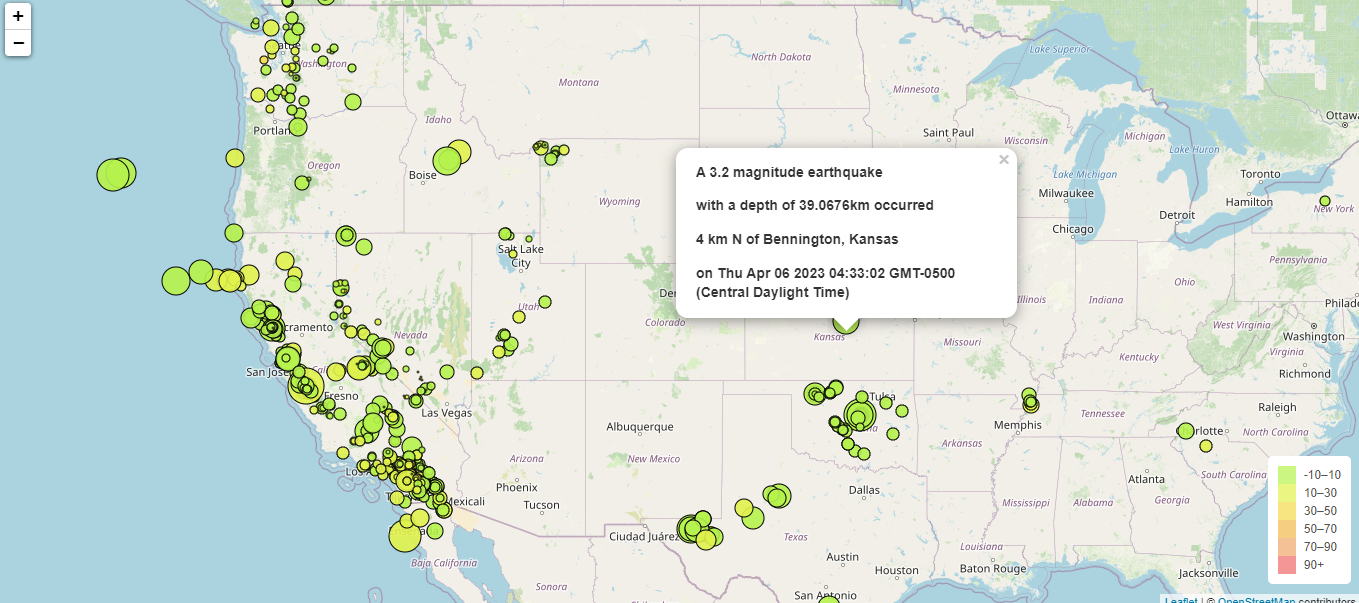 +
−
Lake Superior
North Dakota
Washington
Montana
Minnesota
Ottawa
Portland
Idaho
Saint Paul
Wisconsin
Michigan
Lake Huron
Oregon
Boise
Toronto
Lake Michigan
Milwaukee
Hamilton
New York
Wyoming
Detroit
Chicago
×
A 3.2 magnitude earthquake
with a depth of 39.0676km occurred
4 km N of Bennington, Kansas
on Thu Apr 06 2023 04:33:02 GMT-0500
(Central Daylight Time)
Salt Lake
City
Pennsylvania
Ohio
Illinois
Indiana
Philade
Utah
De
Colorado
Sacramento
Nevada
Kansas
Missouri
West Virginia
Washington
Virginia
Kentucky
San Jose
Richmond
Fresno
Las Vegas
Tulsa
Raleigh
Tennessee
Memphis
Charlotte
North Carolina
Albuquerque
New Mexico
Arizona
Arkansas
Los
Phoenix
Mexicali
Tucson
Dallas
Atlanta
South Carolina
Mississippi
Alabama
Georgia
Ciudad Juárez
Texas
Louisiana
Baja California
Austin
Houston
Baton Rouge
Jacksonville
Sonora
San Antonio
-10–10
10–30
30–50
50–70
70–90
90+
Leaflet | © OpenStreetMap contributors